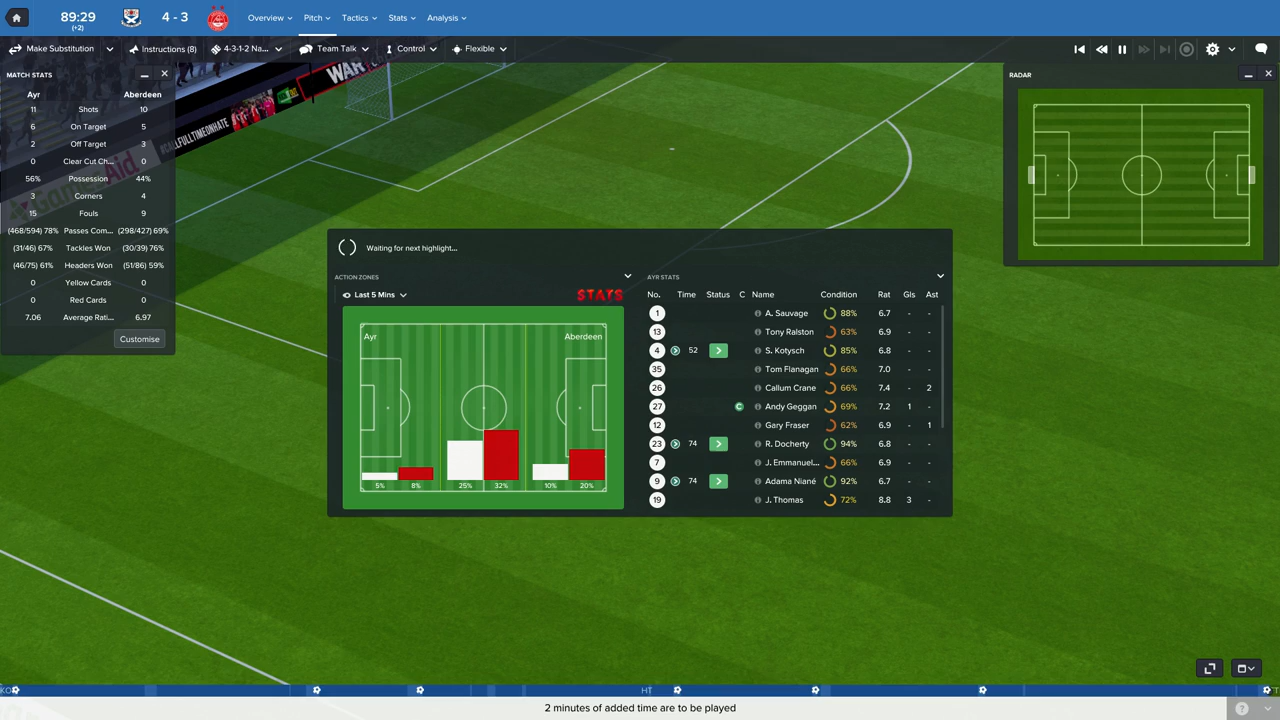 89:29
(+2)
4 - 3
Overview
Pitch
Tactics
Stats
Analysis
Make Substitution
Instructions (8)
4-3-1-2 Na...
Team Talk
Control
Flexible
MATCH STATS
Ayr Aberdeen
11 Shots 10
6 On Target 5
2 Off Target 3
0 Clear Cut Ch... 0
56% Possession 44%
3 Corners 4
15 Fouls 9
(468/594) 78% Passes Com... (298/427) 69%
(31/46) 67% Tackles Won (30/39) 76%
(46/75) 61% Headers Won (51/86) 59%
0 Yellow Cards 0
0 Red Cards 0
7.06 Average Rati... 6.97
Customise
#CALLFULLTIMEONHATE
WAR
RADAR
Waiting for next highlight...
ACTION ZONES
Last 5 Mins
STATS
Ayr Aberdeen
5% 8% 25% 32% 10% 20%
AYR STATS
No. Time Status C Name Condition Rat Gls Ast
1 A. Sauvage 88% 6.7 - -
13 Tony Ralston 63% 6.9 - -
4 52 S. Kotysch 85% 6.8 - -
35 Tom Flanagan 66% 7.0 - -
26 Callum Crane 66% 7.4 - 2
27 C Andy Geggan 69% 7.2 1 -
12 Gary Fraser 62% 6.9 - 1
23 74 R. Docherty 94% 6.8 - -
7 J. Emmanuel... 66% 6.9 - -
9 74 Adama Niané 92% 6.7 - -
19 J. Thomas 72% 8.8 3 -
KO HT
2 minutes of added time are to be played